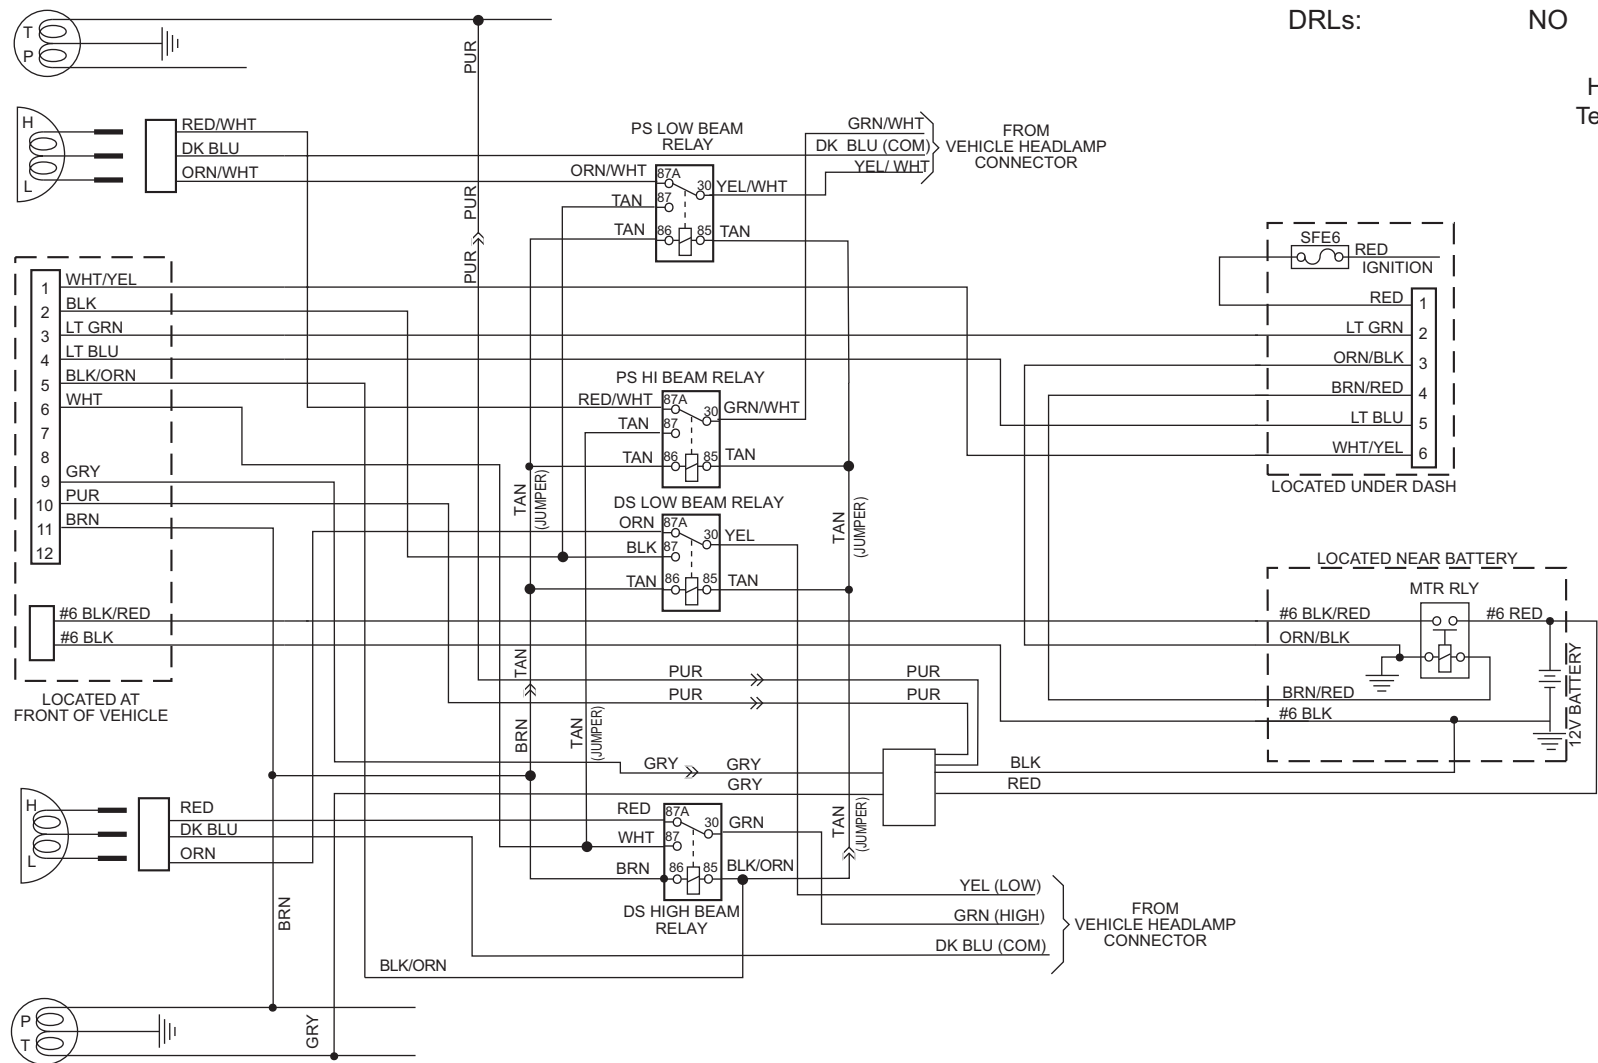 DRLs: NO
H
Te
T
P
PUR
H
L
RED/WHT
DK BLU
ORN/WHT
PS LOW BEAM
RELAY
ORN/WHT 87A 30 YEL/WHT
TAN 87
TAN 86 85 TAN
GRN/WHT
DK BLU (COM)
YEL/ WHT
FROM
VEHICLE HEADLAMP
CONNECTOR
PUR
PUR
SFE6
RED
IGNITION
RED 1
LT GRN 2
ORN/BLK 3
BRN/RED 4
LT BLU 5
WHT/YEL 6
LOCATED UNDER DASH
1 WHT/YEL
2 BLK
3 LT GRN
4 LT BLU
5 BLK/ORN
6 WHT
7
8
9 GRY
10 PUR
11 BRN
12
#6 BLK/RED
#6 BLK
LOCATED AT
FRONT OF VEHICLE
PS HI BEAM RELAY
RED/WHT 87A 30 GRN/WHT
TAN 87
TAN 86 85 TAN
TAN
(JUMPER)
TAN
(JUMPER)
DS LOW BEAM RELAY
ORN 87A 30 YEL
BLK 87
TAN 86 85 TAN
LOCATED NEAR BATTERY
MTR RLY
#6 BLK/RED
#6 RED
ORN/BLK
BRN/RED
#6 BLK
12V BATTERY
TAN
BRN
TAN
(JUMPER)
PUR PUR
PUR PUR
GRY GRY
GRY
BLK
RED
TAN
(JUMPER)
H
L
RED
DK BLU
ORN
RED 87A 30 GRN
WHT 87
BRN 86 85 BLK/ORN
DS HIGH BEAM
RELAY
YEL (LOW)
GRN (HIGH)
DK BLU (COM)
FROM
VEHICLE HEADLAMP
CONNECTOR
BRN
BLK/ORN
GRY
P
T